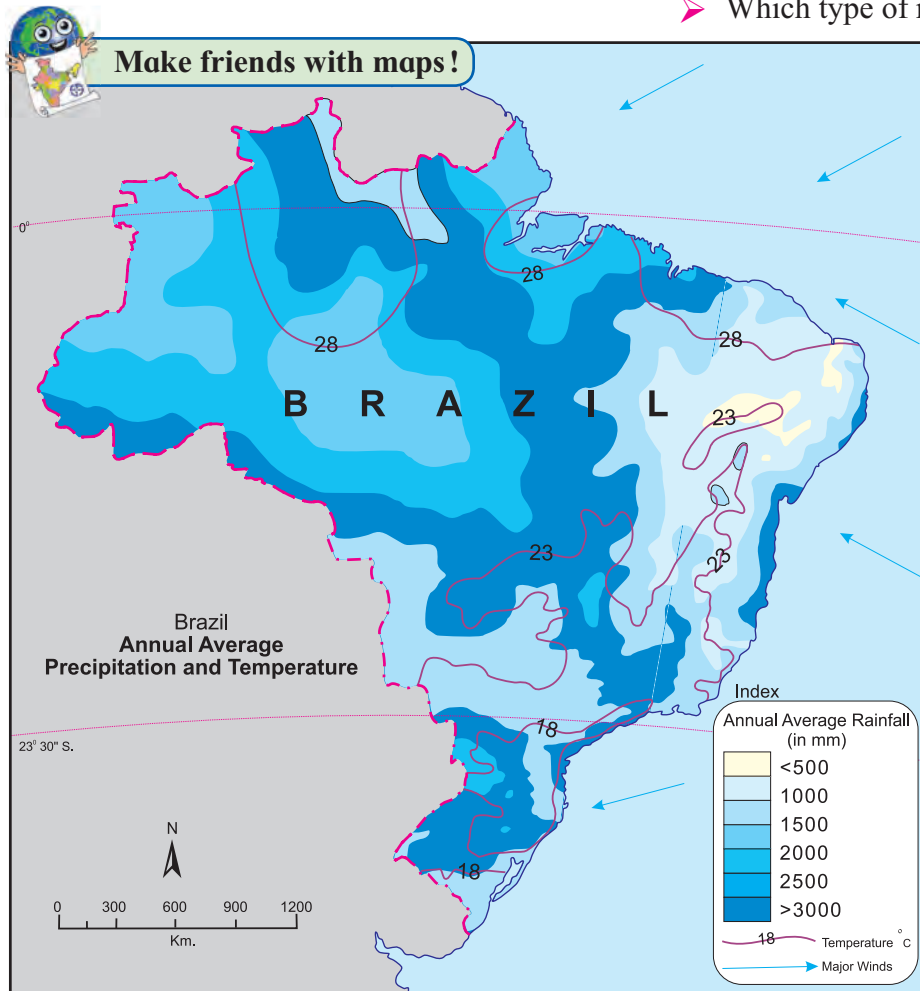 ➤ Which type of
Make friends with maps!
0⁰
28
28
28
B R A Z I L
23
23
23
Brazil
Annual Average
Precipitation and Temperature
18
23⁰ 30" S.
18
N
0 300 600 900 1200
Km.
Index
Annual Average Rainfall
(in mm)
<500
1000
1500
2000
2500
>3000
18 Temperature °C
Major Winds